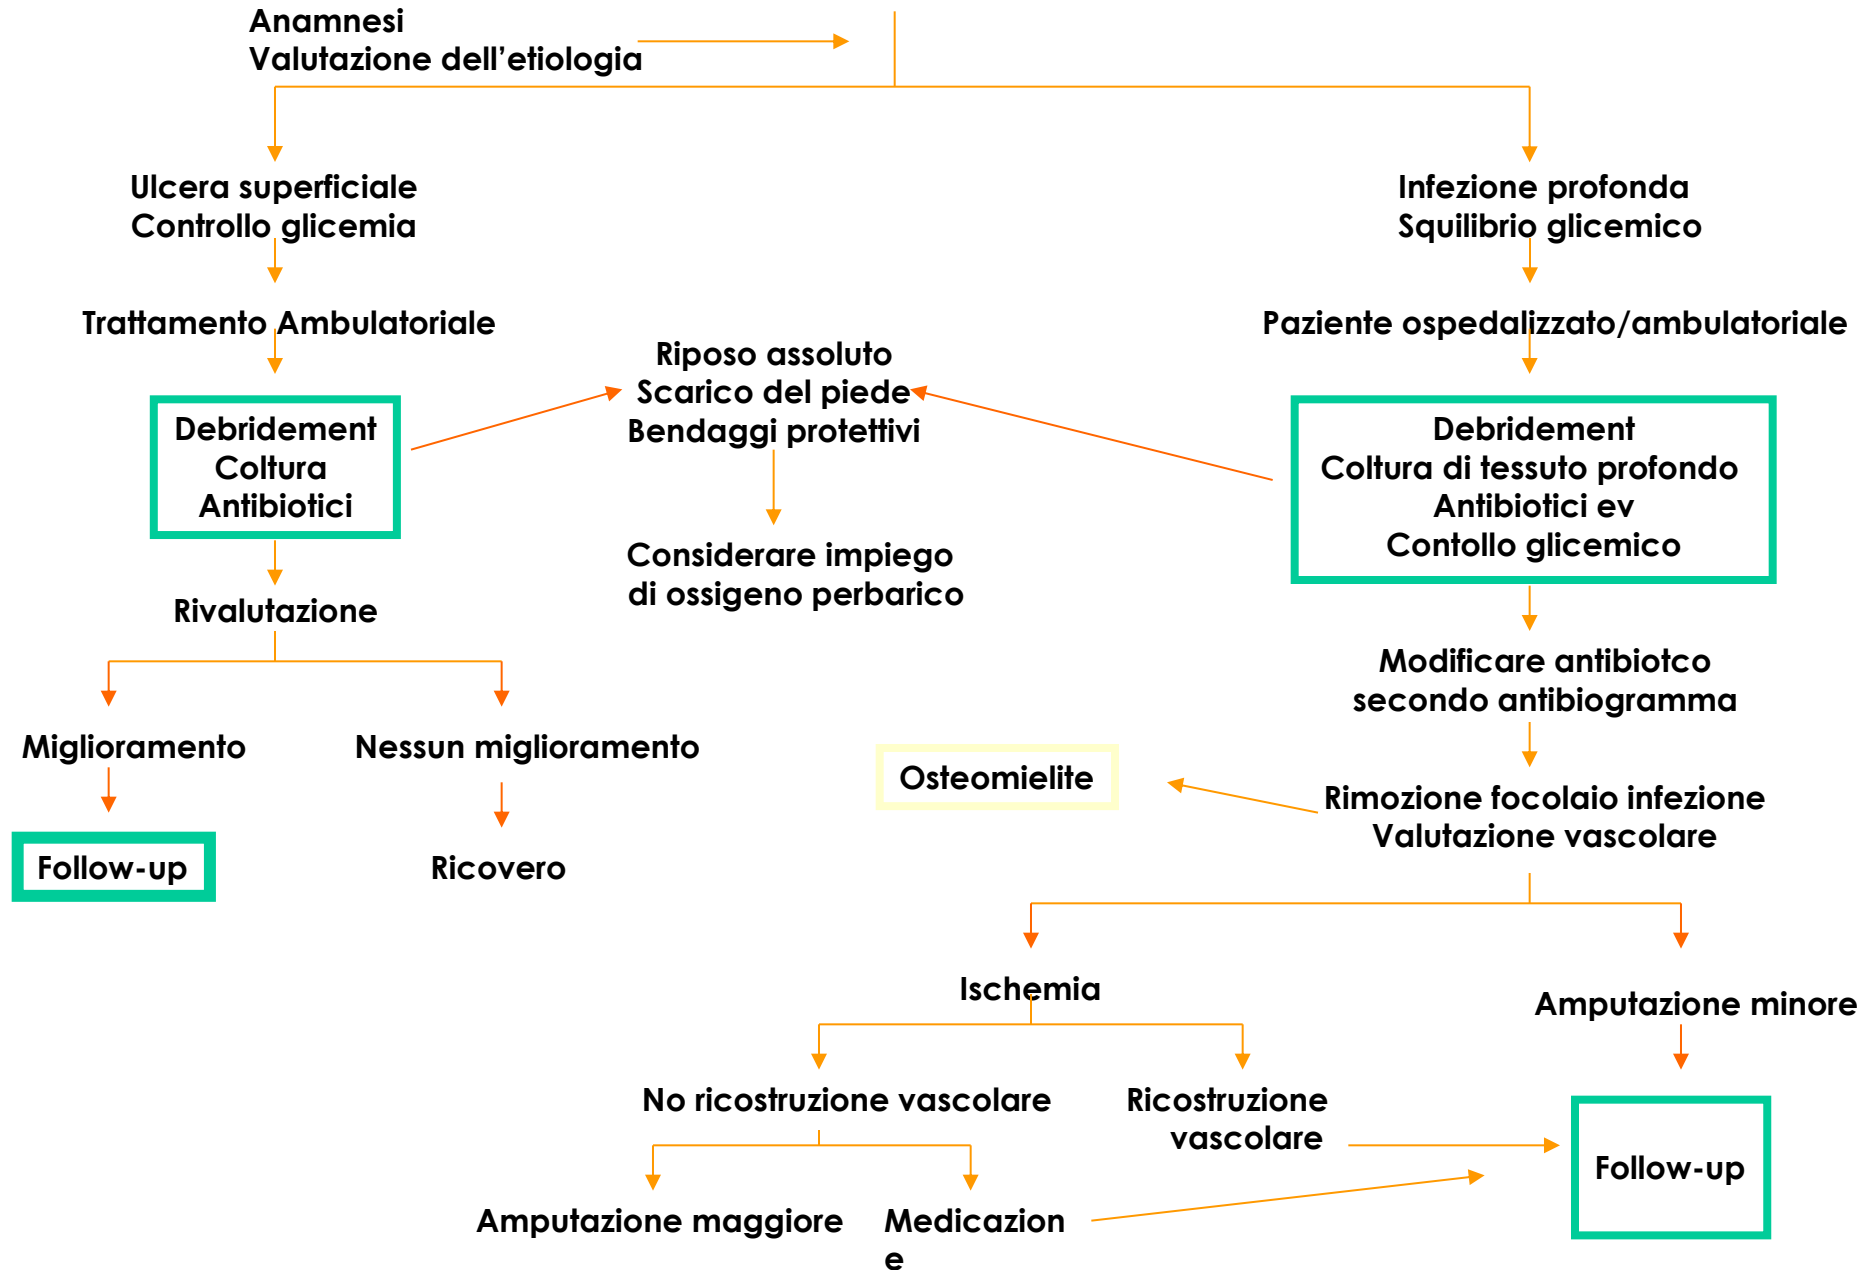 Anamnesi
Valutazione dell'etiologia
Ulcera superficiale
Controllo glicemia
Infezione profonda
Squilibrio glicemico
Trattamento Ambulatoriale
Paziente ospedalizzato/ambulatoriale
Riposo assoluto
Scarico del piede
Bendaggi protettivi
Debridement
Coltura
Antibiotici
Debridement
Coltura di tessuto profondo
Antibiotici ev
Contollo glicemico
Considerare impiego
di ossigeno perbarico
Rivalutazione
Modificare antibiotco
secondo antibiogramma
Miglioramento
Nessun miglioramento
Osteomielite
Rimozione focolaio infezione
Valutazione vascolare
Follow-up
Ricovero
Ischemia
Amputazione minore
No ricostruzione vascolare
Ricostruzione
vascolare
Follow-up
Amputazione maggiore
Medicazion
e